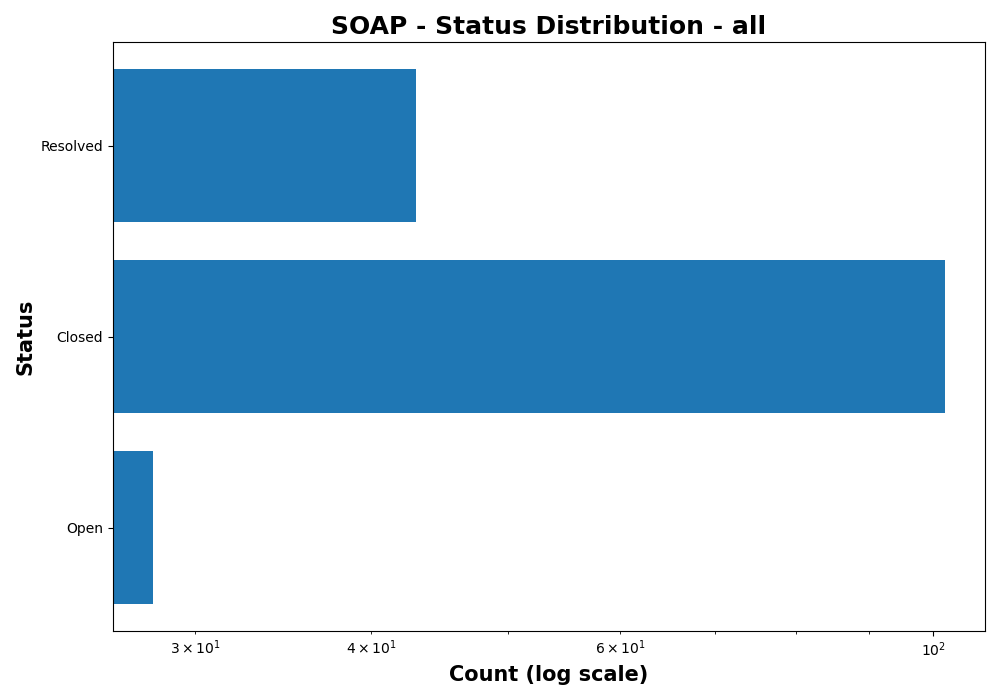 SOAP - Status Distribution - all
Status
Resolved
Closed
Open
3 × 10¹
4 × 10¹
6 × 10¹
10²
Count (log scale)